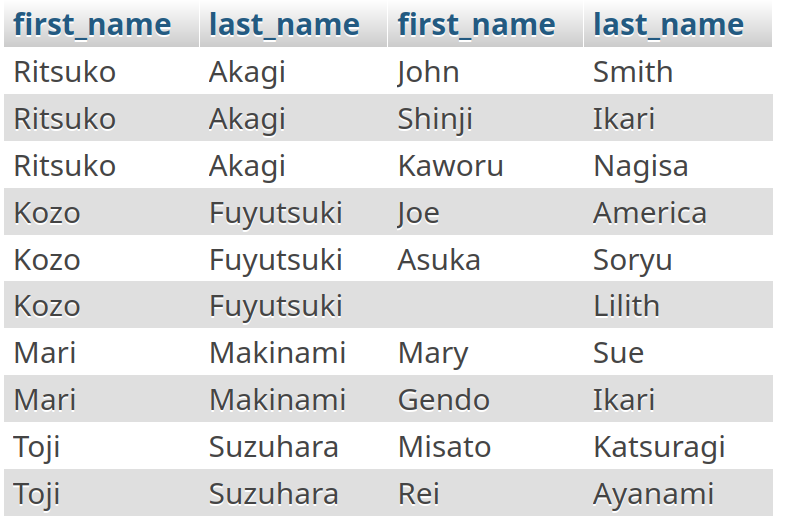 first_name last_name first_name last_name
Ritsuko Akagi John Smith
Ritsuko Akagi Shinji Ikari
Ritsuko Akagi Kaworu Nagisa
Kozo Fuyutsuki Joe America
Kozo Fuyutsuki Asuka Soryu
Kozo Fuyutsuki Lilith
Mari Makinami Mary Sue
Mari Makinami Gendo Ikari
Toji Suzuhara Misato Katsuragi
Toji Suzuhara Rei Ayanami